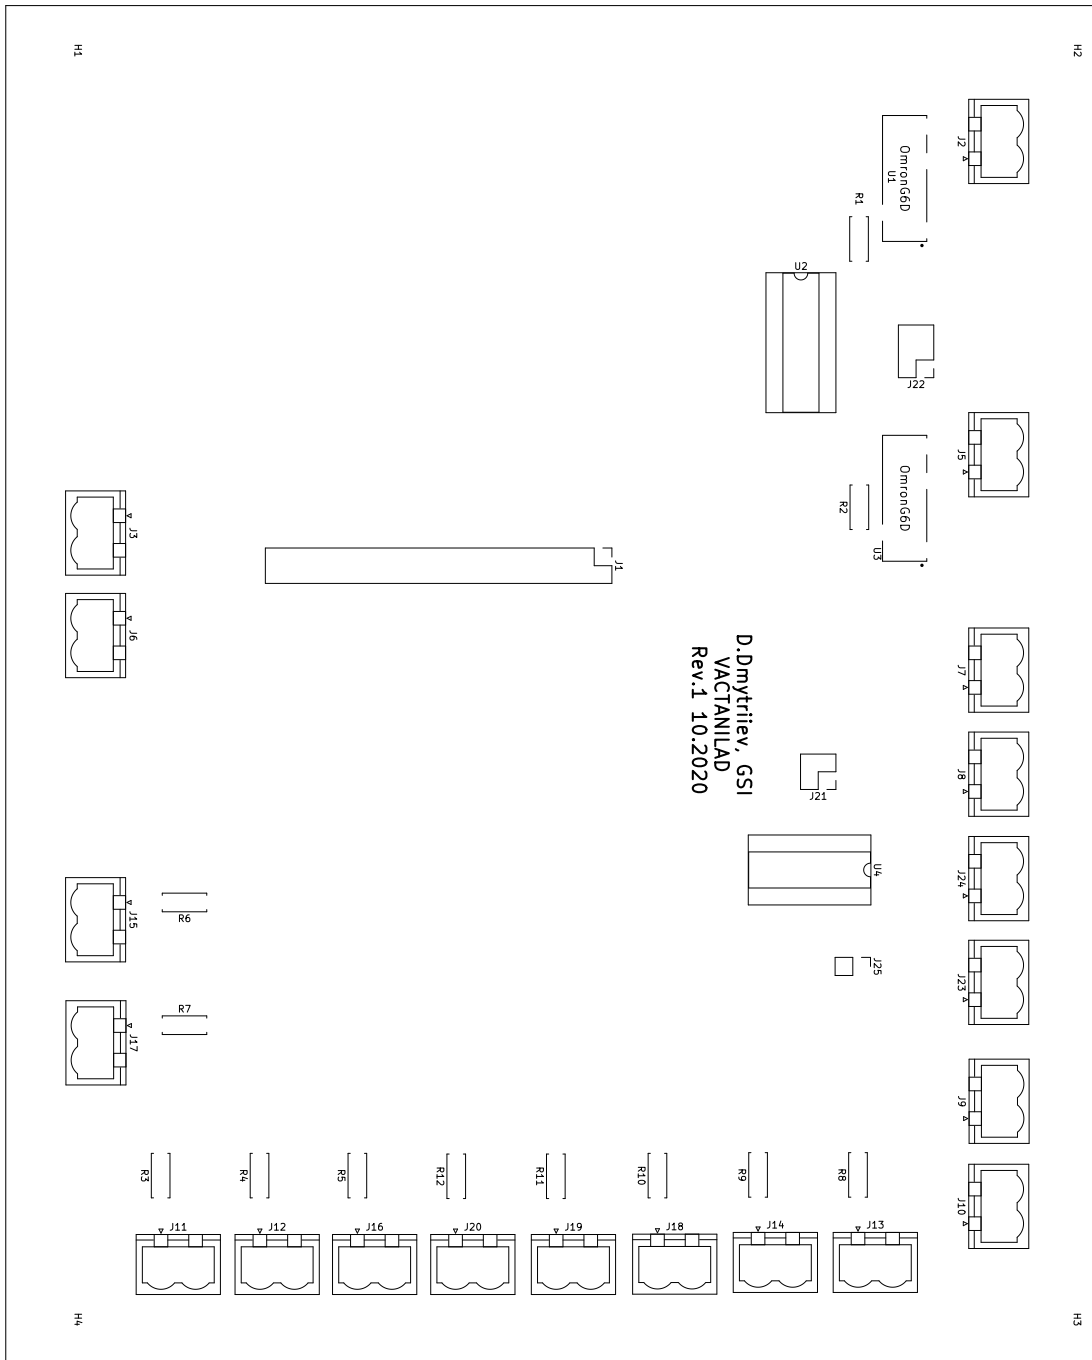 H1
H2
J2
OmronG6D
U1
R1
U2
J22
J5
OmronG6D
R2
U3
J3
J1
J6
D.Dmytriiev, GSI
VACTANILAD
Rev.1 10.2020
J7
J8
J21
U4
J24
J15
R6
J25
J23
R7
J17
J9
R3
R4
R5
R12
R11
R10
R9
R8
J10
J11
J12
J16
J20
J19
J18
J14
J13
H4
H3